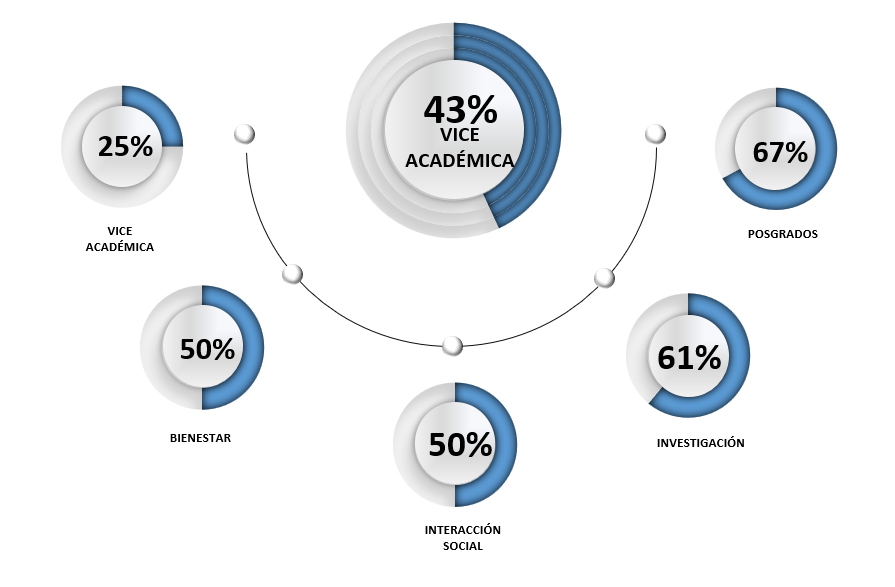 43%
VICE
ACADÉMICA
25%
VICE
ACADÉMICA
67%
POSGRADOS
50%
BIENESTAR
61%
INVESTIGACIÓN
50%
INTERACCIÓN
SOCIAL